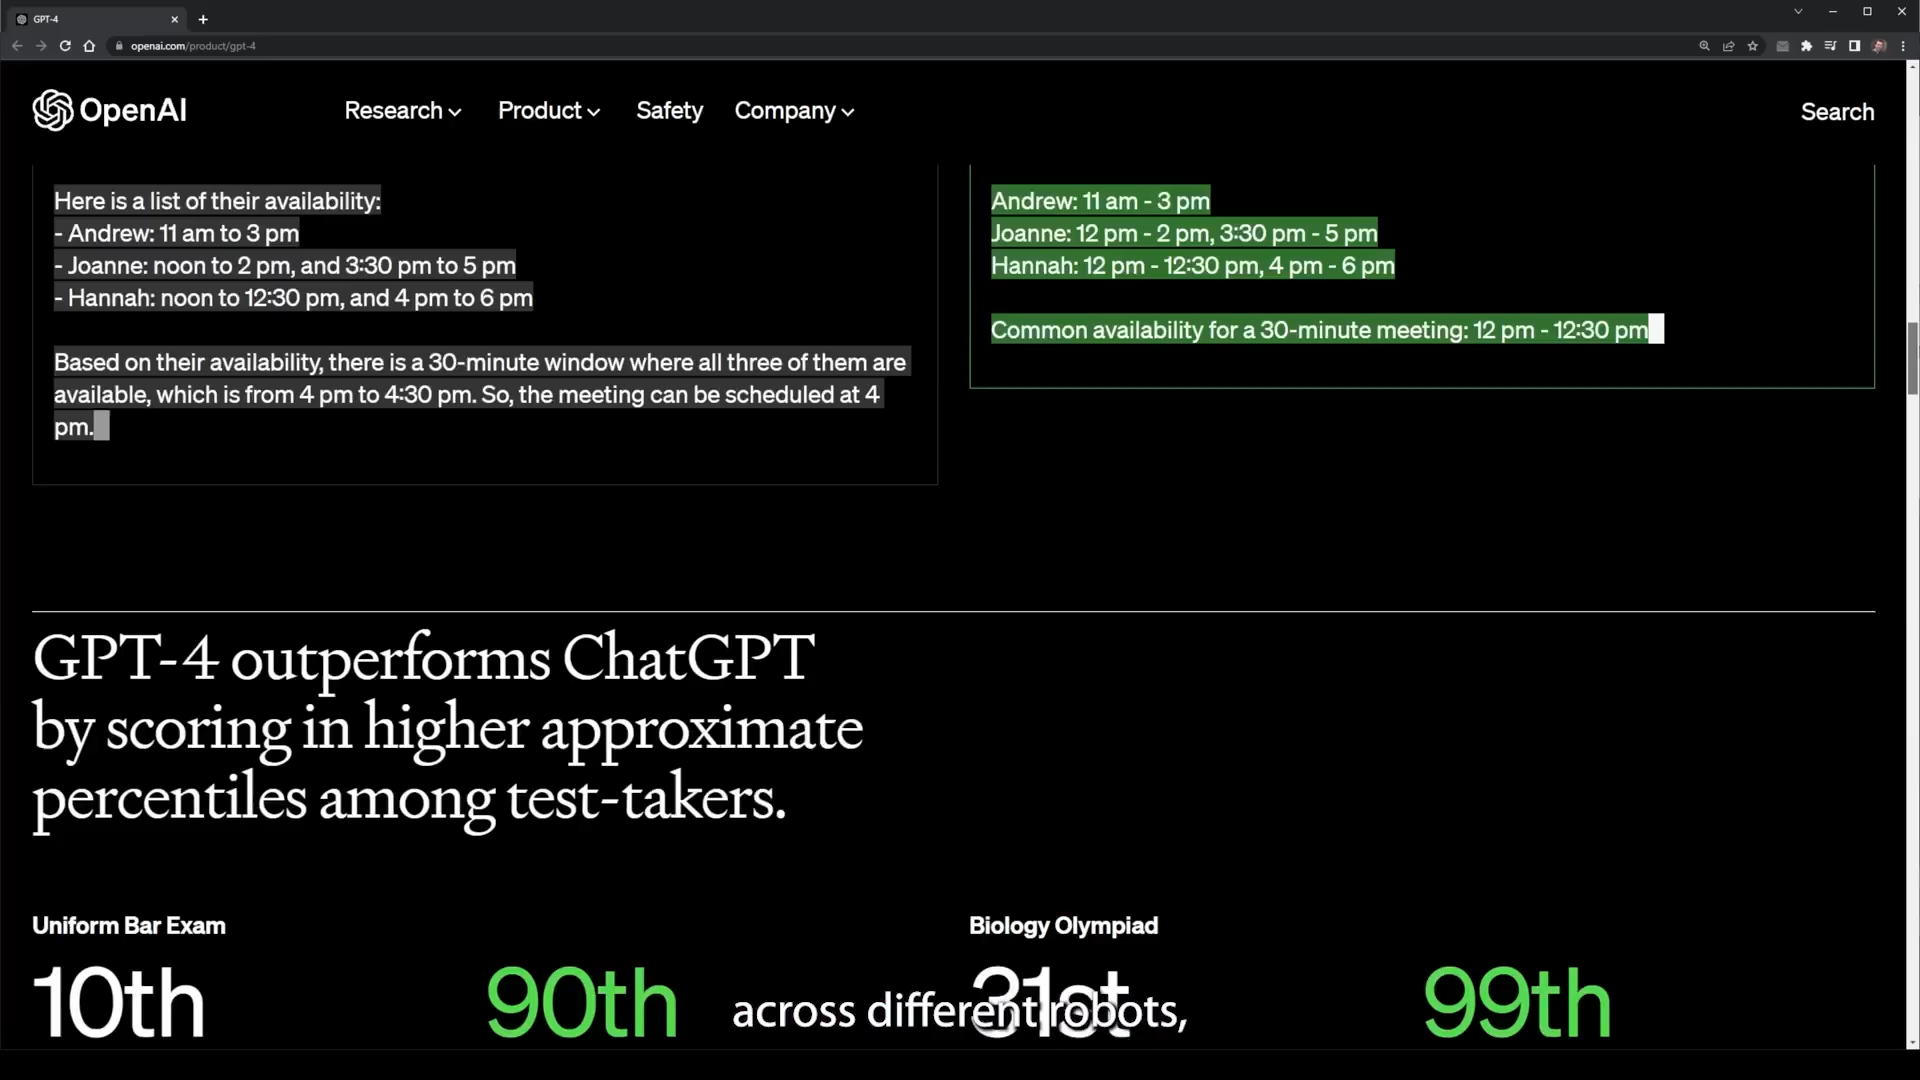 GPT-4
openai.com/product/gpt-4
OpenAI
Research
Product
Safety
Company
Search
Here is a list of their availability:
- Andrew: 11 am to 3 pm
- Joanne: noon to 2 pm, and 3:30 pm to 5 pm
- Hannah: noon to 12:30 pm, and 4 pm to 6 pm
Based on their availability, there is a 30-minute window where all three of them are
available, which is from 4 pm to 4:30 pm. So, the meeting can be scheduled at 4
pm.
Andrew: 11 am - 3 pm
Joanne: 12 pm - 2 pm, 3:30 pm - 5 pm
Hannah: 12 pm - 12:30 pm, 4 pm - 6 pm
Common availability for a 30-minute meeting: 12 pm - 12:30 pm
GPT-4 outperforms ChatGPT
by scoring in higher approximate
percentiles among test-takers.
Uniform Bar Exam
10th
90th
Biology Olympiad
31st
99th
across different robots,